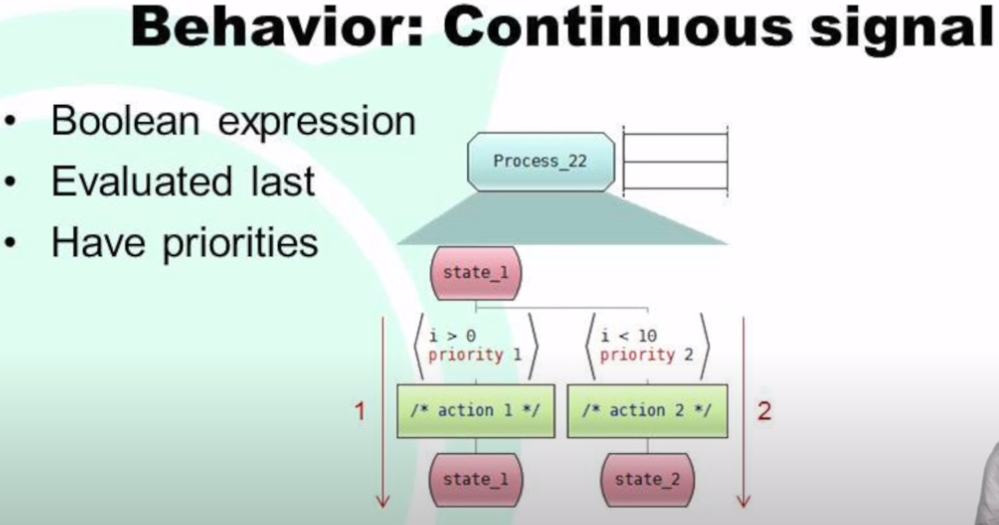 Behavior: Continuous signal
• Boolean expression
• Evaluated last
• Have priorities
Process_22
state_1
i > 0
priority 1
i < 10
priority 2
1
/* action 1 */
/* action 2 */
2
state_1
state_2